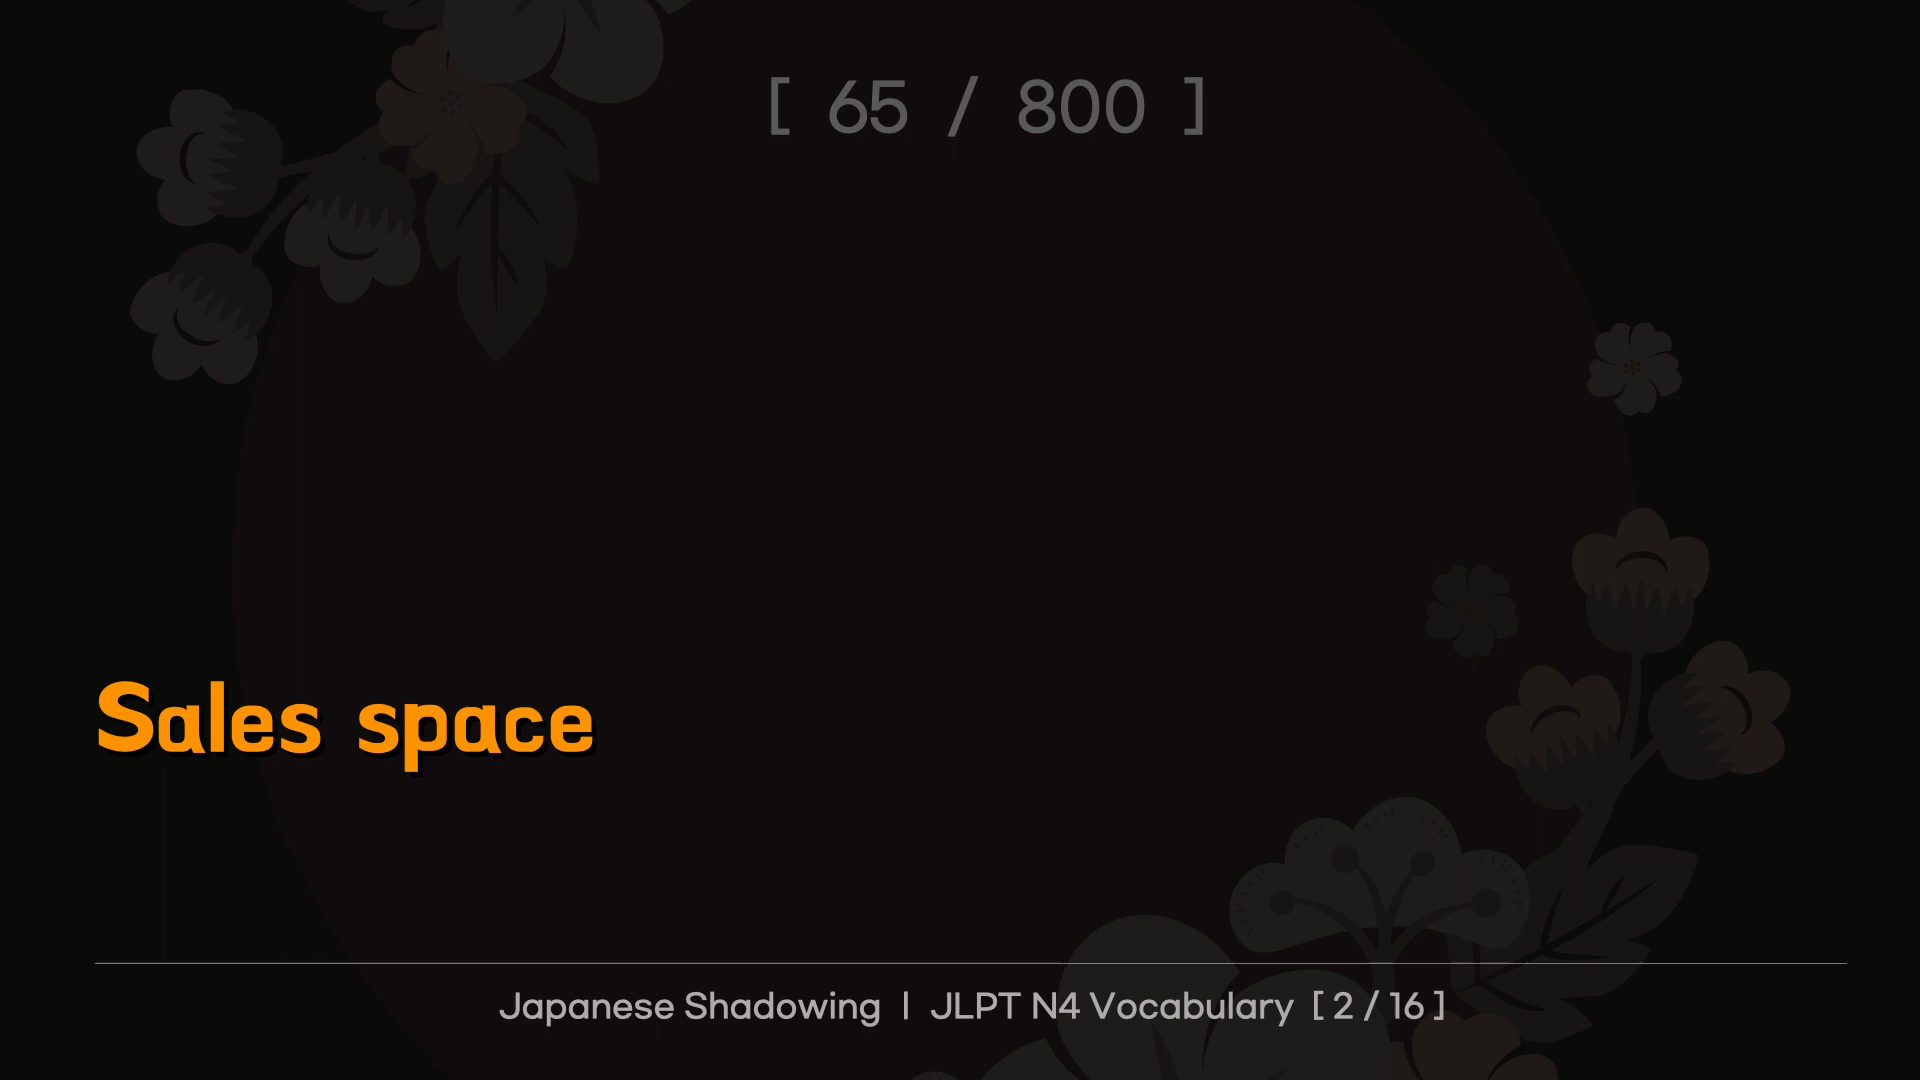 [ 65 / 800 ]
Sales space
Japanese Shadowing | JLPT N4 Vocabulary [ 2 / 16 ]